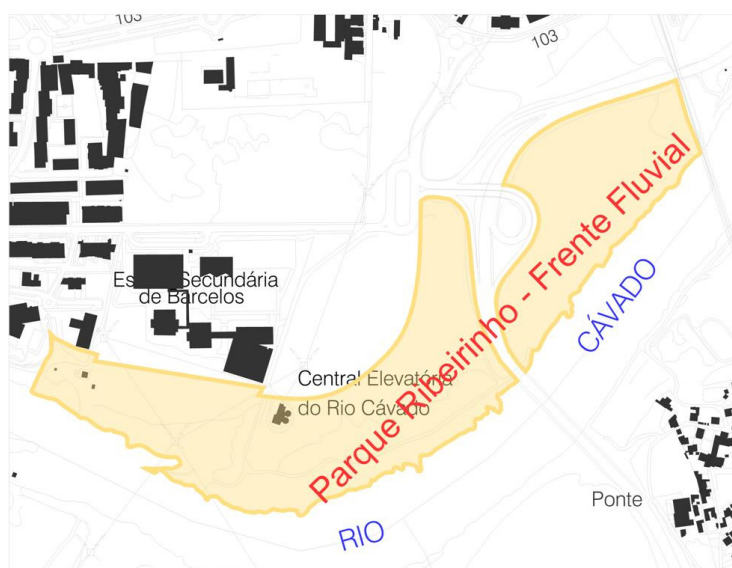 103
103
Escola Secundária
de Barcelos
Parque Ribeirinho - Frente Fluvial
CÁVADO
Central Elevatória
do Rio Cávado
Ponte
RIO